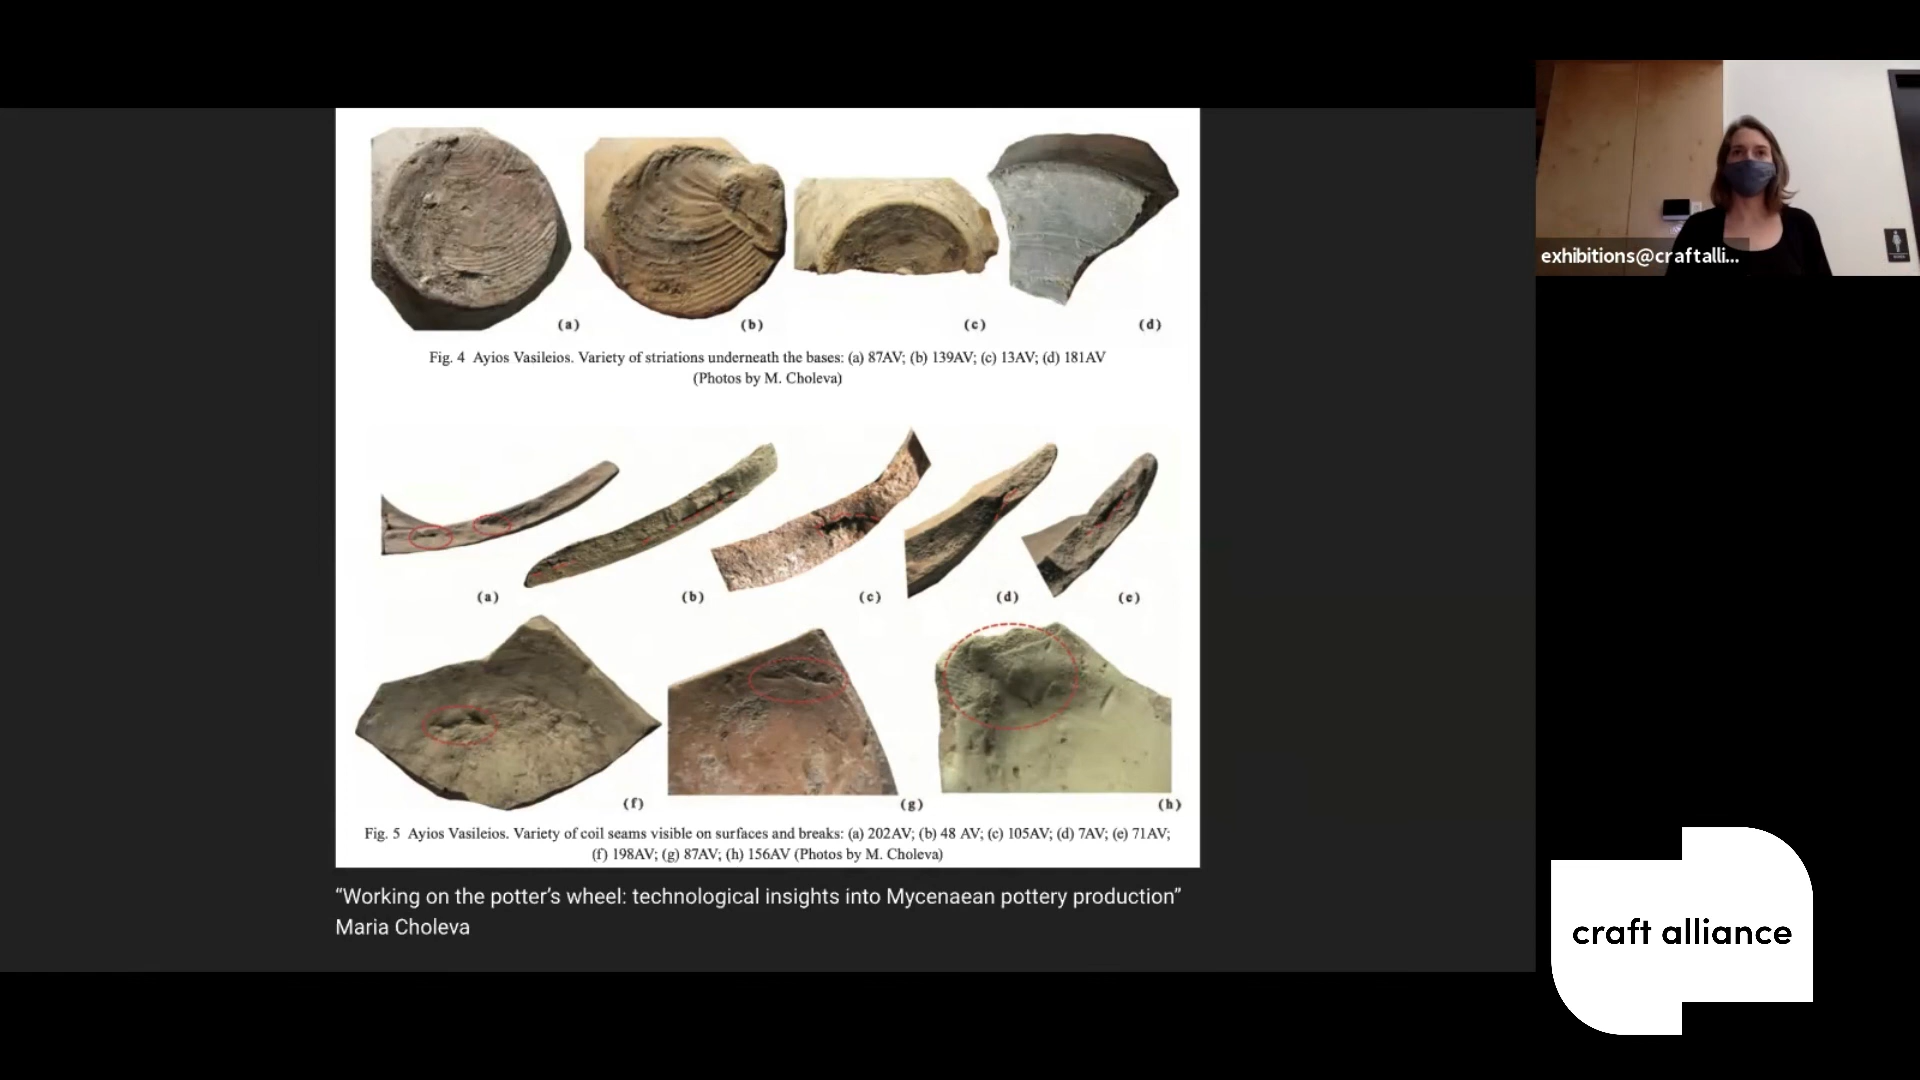 (a)
(b)
(c)
(d)
Fig. 4 Ayios Vasileios. Variety of striations underneath the bases: (a) 87AV; (b) 139AV; (c) 13AV; (d) 181AV
(Photos by M. Choleva)
(a)
(b)
(c)
(d)
(e)
(f)
(g)
(h)
Fig. 5 Ayios Vasileios. Variety of coil seams visible on surfaces and breaks: (a) 202AV; (b) 48 AV; (c) 105AV; (d) 7AV; (e) 71AV;
(f) 198AV; (g) 87AV; (h) 156AV (Photos by M. Choleva)
“Working on the potter’s wheel: technological insights into Mycenaean pottery production”
Maria Choleva
exhibitions@craftalli...
craft alliance